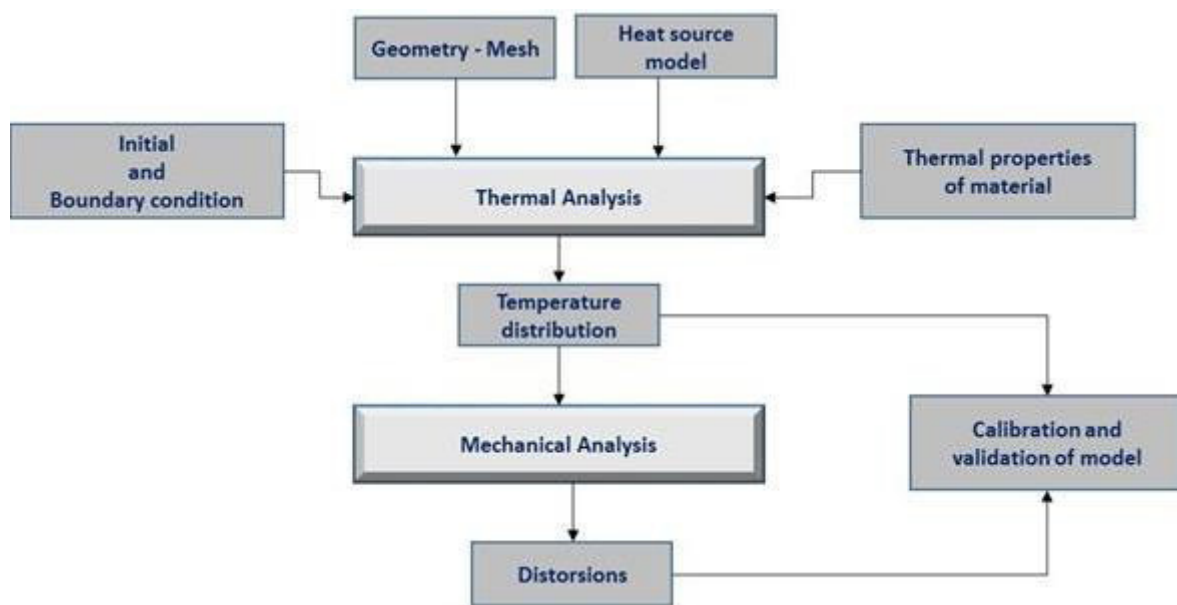 Geometry - Mesh
Heat source
model
Initial
and
Boundary condition
Thermal Analysis
Thermal properties
of material
Temperature
distribution
Mechanical Analysis
Calibration and
validation of model
Distorsions